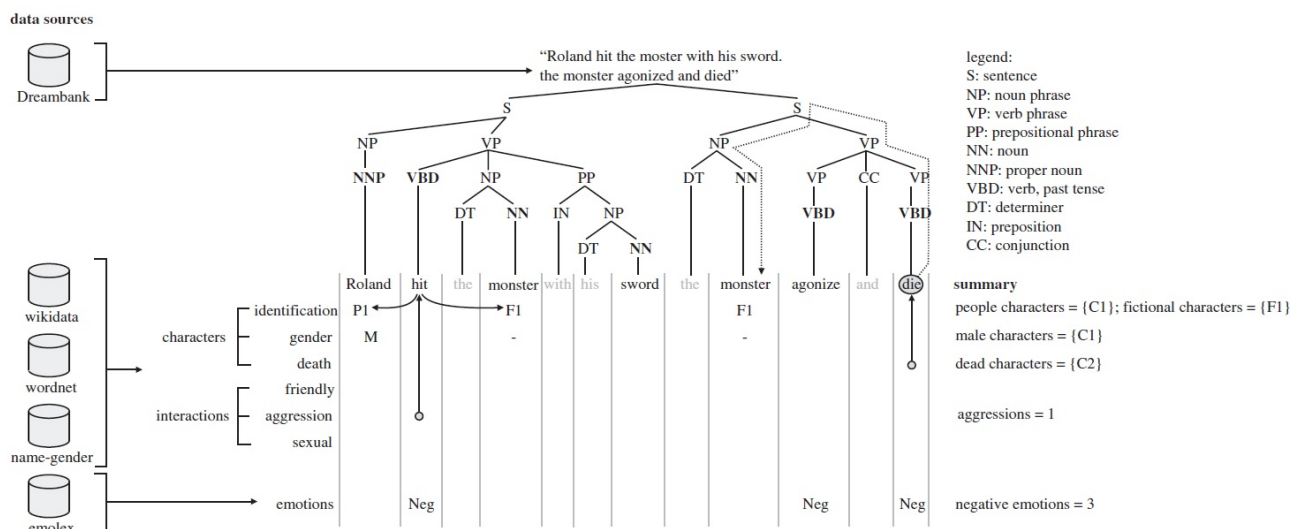 data sources
Dreambank
"Roland hit the moster with his sword.
the monster agonized and died"
legend:
S: sentence
NP: noun phrase
VP: verb phrase
PP: prepositional phrase
NN: noun
NNP: proper noun
VBD: verb, past tense
DT: determiner
IN: preposition
CC: conjunction
S S
NP VP NP VP
NNP VBD NP PP DT NN VP CC VP
DT NN IN NP VBD VBD
DT NN
Roland hit the monster with his sword the monster agonize and die
summary
wikidata
wordnet
name-gender
emolex
characters
identification P1 F1 F1
people characters = {C1}; fictional characters = {F1}
gender M - -
male characters = {C1}
death
dead characters = {C2}
interactions
friendly
aggression
aggressions = 1
sexual
emotions Neg Neg Neg
negative emotions = 3